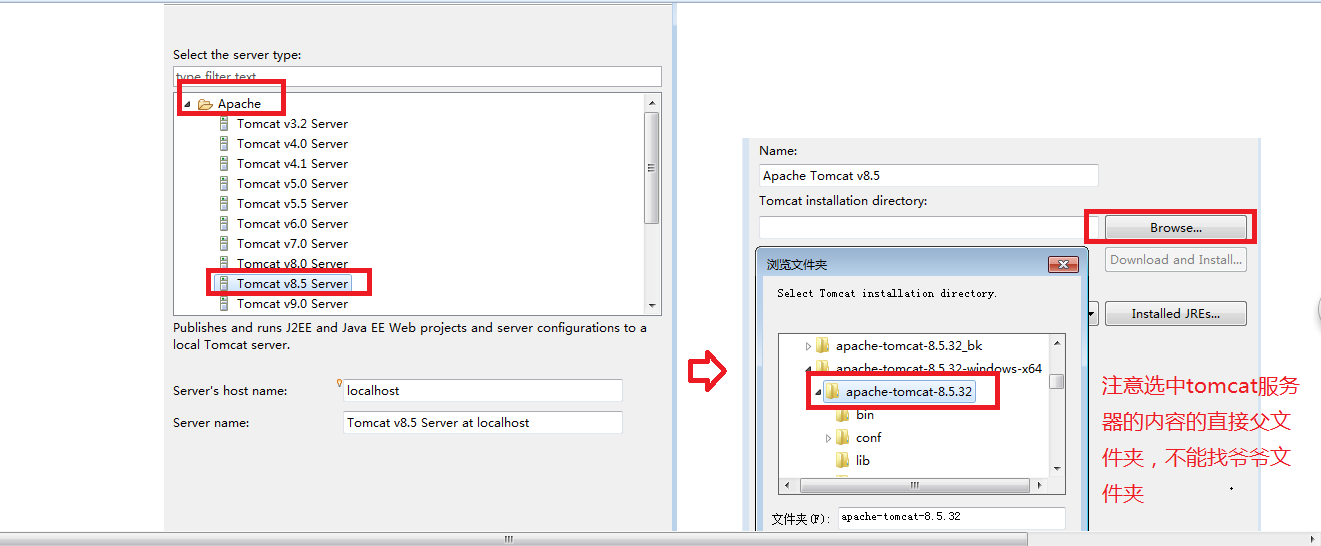 Select the server type:
type filter text
Apache
Tomcat v3.2 Server
Tomcat v4.0 Server
Tomcat v4.1 Server
Tomcat v5.0 Server
Tomcat v5.5 Server
Tomcat v6.0 Server
Tomcat v7.0 Server
Tomcat v8.0 Server
Tomcat v8.5 Server
Tomcat v9.0 Server
Publishes and runs J2EE and Java EE Web projects and server configurations to a
local Tomcat server.
Server's host name:
localhost
Server name:
Tomcat v8.5 Server at localhost
Name:
Apache Tomcat v8.5
Tomcat installation directory:
Browse...
Download and Install...
Installed JREs...
浏览文件夹
Select Tomcat installation directory.
apache-tomcat-8.5.32_bk
apache-tomcat-8.5.32-windows-x64
apache-tomcat-8.5.32
bin
conf
lib
文件夹(F):
apache-tomcat-8.5.32
注意选中tomcat服务
器的内容的直接父文
件夹，不能找爷爷文
件夹